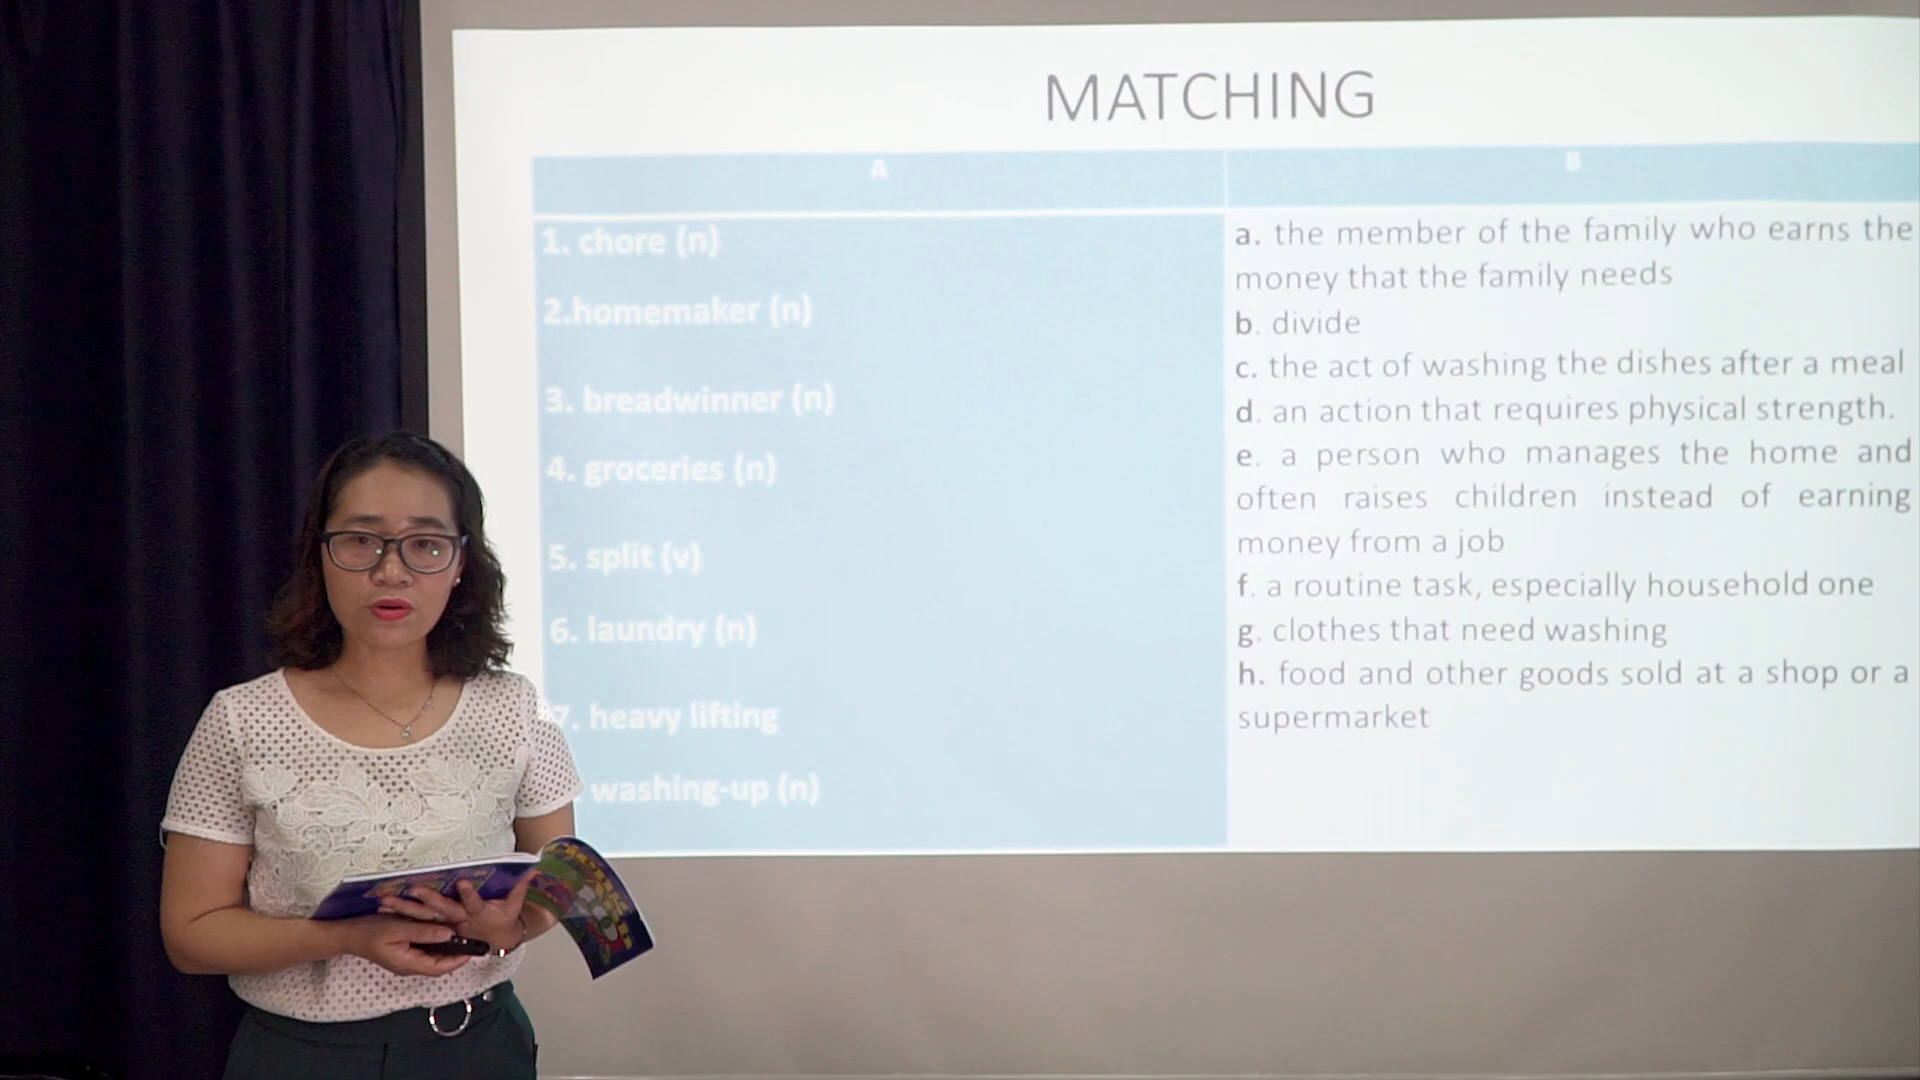 MATCHING
A
B
1. chore (n)
2.homemaker (n)
3. breadwinner (n)
4. groceries (n)
5. split (v)
6. laundry (n)
7. heavy lifting
washing-up (n)
a. the member of the family who earns the
money that the family needs
b. divide
c. the act of washing the dishes after a meal
d. an action that requires physical strength.
e. a person who manages the home and
often raises children instead of earning
money from a job
f. a routine task, especially household one
g. clothes that need washing
h. food and other goods sold at a shop or a
supermarket